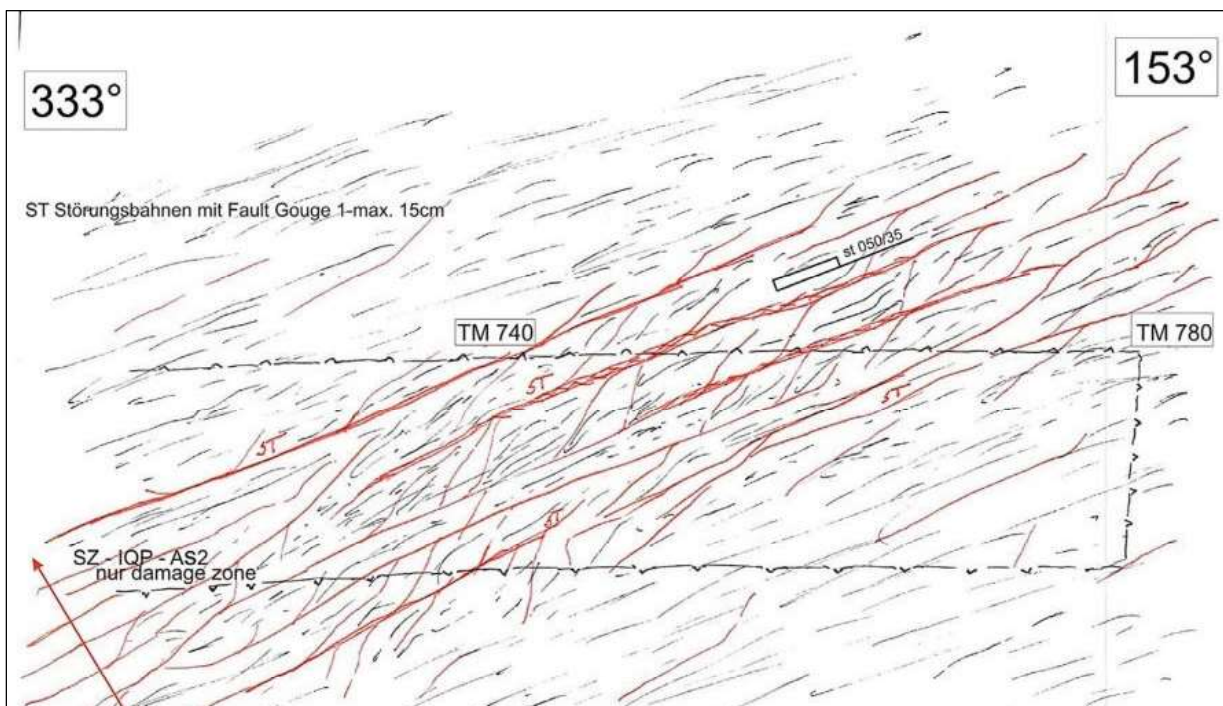 333°
153°
ST Störungsbahnen mit Fault Gouge 1-max. 15cm
st 050/35
TM 740
TM 780
ST
ST
ST
ST
SZ - IQP - AS2
nur damage zone